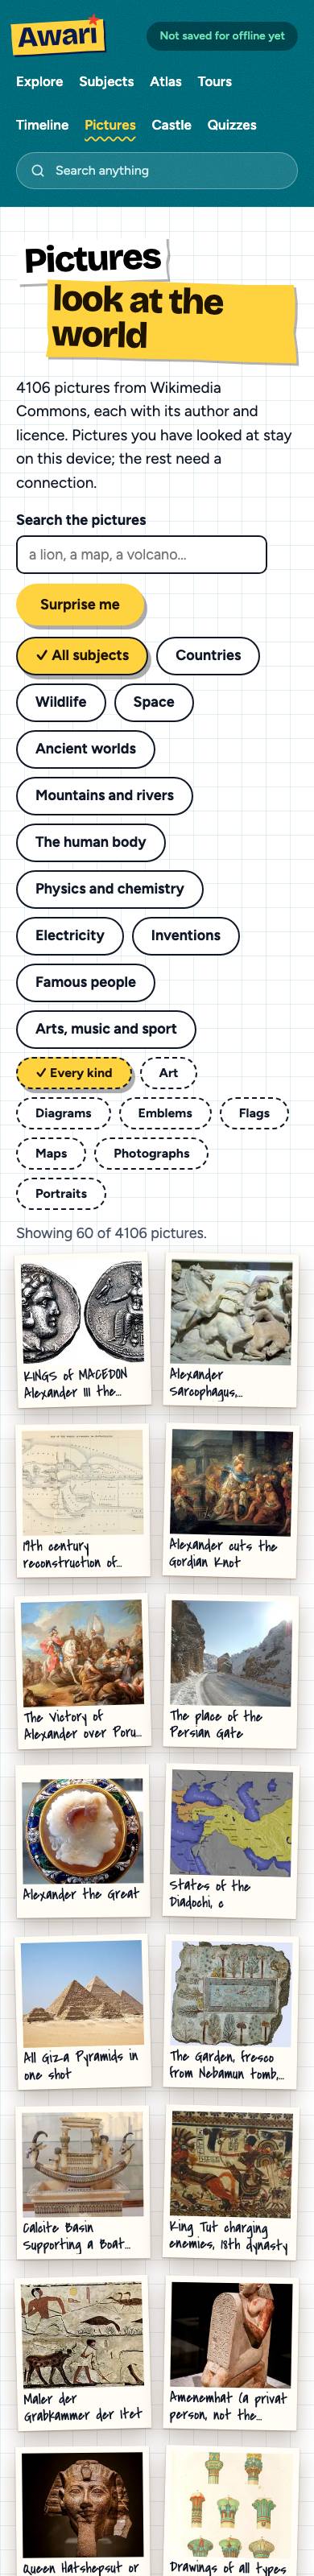 Awari
Not saved for offline yet
Explore Subjects Atlas Tours
Timeline Pictures Castle Quizzes
Search anything
Pictures
look at the
world
4106 pictures from Wikimedia
Commons, each with its author and
licence. Pictures you have looked at stay
on this device; the rest need a
connection.
Search the pictures
a lion, a map, a volcano...
Surprise me
✓ All subjects Countries
Wildlife Space
Ancient worlds
Mountains and rivers
The human body
Physics and chemistry
Electricity Inventions
Famous people
Arts, music and sport
✓ Every kind Art
Diagrams Emblems Flags
Maps Photographs
Portraits
Showing 60 of 4106 pictures.
KINGS of MACEDON
Alexander III the...
Alexander
Sarcophagus,...
19th century
reconstruction of...
Alexander cuts the
Gordian Knot
The Victory of
Alexander over Poru...
The place of the
Persian Gate
Alexander the Great
States of the
Diadochi, c
All Giza Pyramids in
one shot
The Garden, fresco
from Nebamun tomb,...
Calcite Basin
Supporting a Boat...
King Tut charging
enemies, 18th dynasty
Maler der
Grabkammer der Itet
Amenemhat (a privat
person, not the...
Queen Hatshepsut or
Drawings of all types